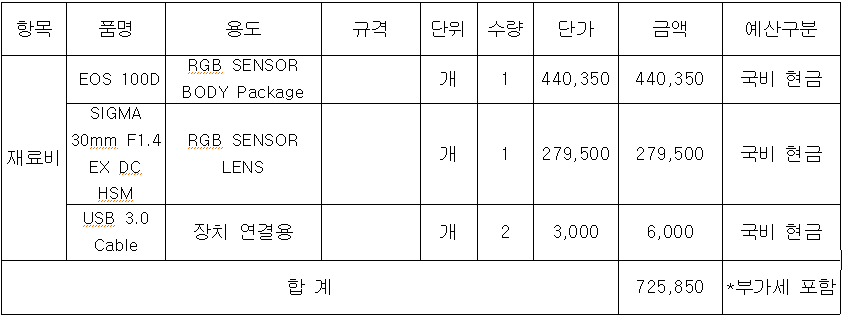 항목 품명 용도 규격 단위 수량 단가 금액 예산구분
재료비
EOS 100D
RGB SENSOR
BODY Package
개 1 440,350 440,350 국비 현금
SIGMA
30mm F1.4
EX DC
HSM
RGB SENSOR
LENS
개 1 279,500 279,500 국비 현금
USB 3.0
Cable
장치 연결용 개 2 3,000 6,000 국비 현금
합 계 725,850 *부가세 포함